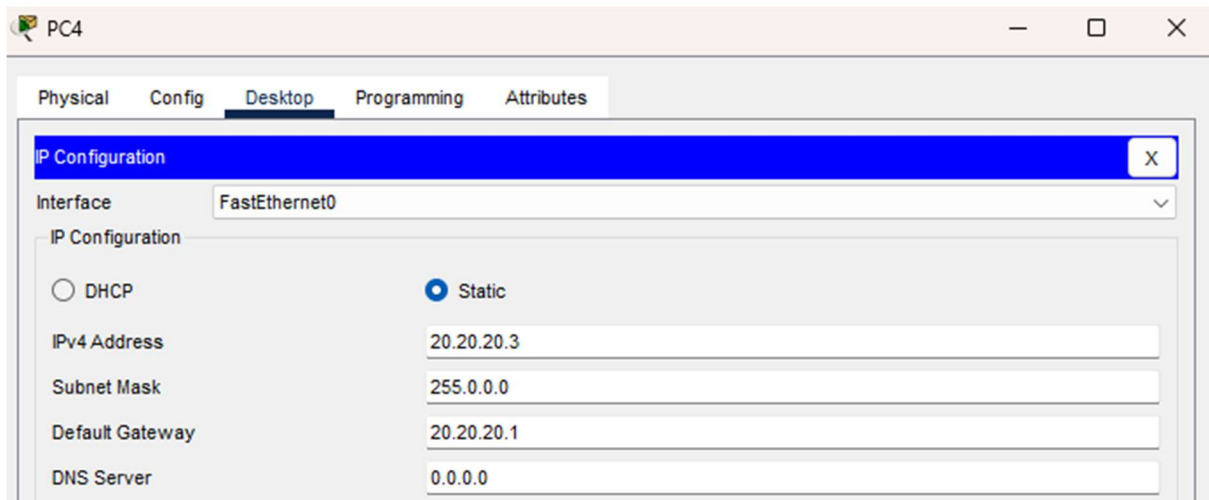 PC4
Physical Config Desktop Programming Attributes
IP Configuration X
Interface FastEthernet0
IP Configuration
DHCP Static
IPv4 Address 20.20.20.3
Subnet Mask 255.0.0.0
Default Gateway 20.20.20.1
DNS Server 0.0.0.0